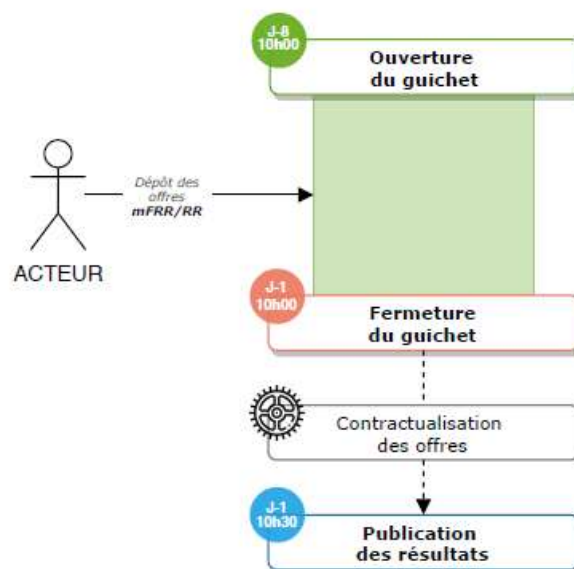 J-8
10h00
Ouverture
du guichet
Dépôt des
offres
mFRR/RR
ACTEUR
J-1
10h00
Fermeture
du guichet
Contractualisation
des offres
J-1
10h30
Publication
des résultats